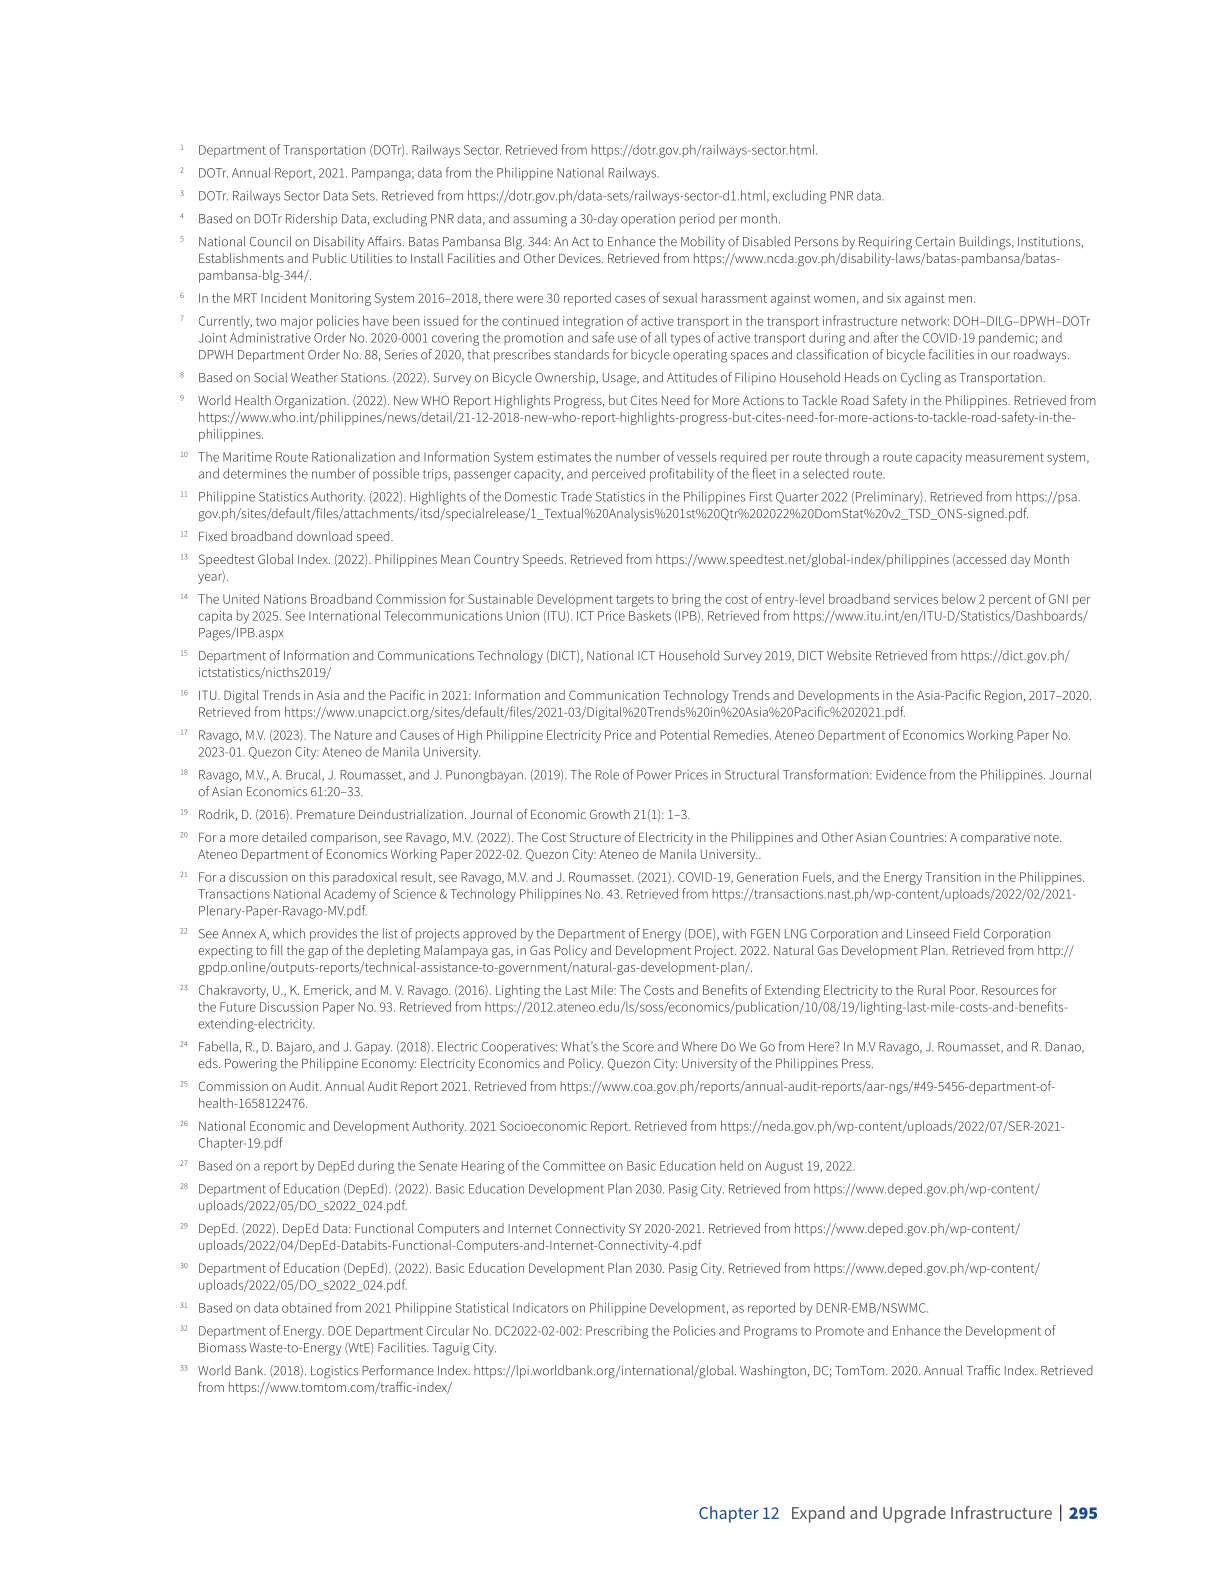 1 Department of Transportation (DOTr). Railways Sector. Retrieved from https://dotr.gov.ph/railways-sector.html.
2 DOTr. Annual Report, 2021. Pampanga; data from the Philippine National Railways.
3 DOTr. Railways Sector Data Sets. Retrieved from https://dotr.gov.ph/data-sets/railways-sector-d1.html, excluding PNR data.
4 Based on DOTr Ridership Data, excluding PNR data, and assuming a 30-day operation period per month.
5 National Council on Disability Affairs. Batas Pambansa Blg. 344: An Act to Enhance the Mobility of Disabled Persons by Requiring Certain Buildings, Institutions,
Establishments and Public Utilities to Install Facilities and Other Devices. Retrieved from https://www.ncda.gov.ph/disability-laws/batas-pambansa/batas-
pambansa-blg-344/.
6 In the MRT Incident Monitoring System 2016–2018, there were 30 reported cases of sexual harassment against women, and six against men.
7 Currently, two major policies have been issued for the continued integration of active transport in the transport infrastructure network: DOH–DILG–DPWH–DOTr
Joint Administrative Order No. 2020-0001 covering the promotion and safe use of all types of active transport during and after the COVID-19 pandemic; and
DPWH Department Order No. 88, Series of 2020, that prescribes standards for bicycle operating spaces and classification of bicycle facilities in our roadways.
8 Based on Social Weather Stations. (2022). Survey on Bicycle Ownership, Usage, and Attitudes of Filipino Household Heads on Cycling as Transportation.
9 World Health Organization. (2022). New WHO Report Highlights Progress, but Cites Need for More Actions to Tackle Road Safety in the Philippines. Retrieved from
https://www.who.int/philippines/news/detail/21-12-2018-new-who-report-highlights-progress-but-cites-need-for-more-actions-to-tackle-road-safety-in-the-
philippines.
10 The Maritime Route Rationalization and Information System estimates the number of vessels required per route through a route capacity measurement system,
and determines the number of possible trips, passenger capacity, and perceived profitability of the fleet in a selected route.
11 Philippine Statistics Authority. (2022). Highlights of the Domestic Trade Statistics in the Philippines First Quarter 2022 (Preliminary). Retrieved from https://psa.
gov.ph/sites/default/files/attachments/itsd/specialrelease/1_Textual%20Analysis%201st%20Qtr%202022%20DomStat%20v2_TSD_ONS-signed.pdf.
12 Fixed broadband download speed.
13 Speedtest Global Index. (2022). Philippines Mean Country Speeds. Retrieved from https://www.speedtest.net/global-index/philippines (accessed day Month
year).
14 The United Nations Broadband Commission for Sustainable Development targets to bring the cost of entry-level broadband services below 2 percent of GNI per
capita by 2025. See International Telecommunications Union (ITU). ICT Price Baskets (IPB). Retrieved from https://www.itu.int/en/ITU-D/Statistics/Dashboards/
Pages/IPB.aspx
15 Department of Information and Communications Technology (DICT), National ICT Household Survey 2019, DICT Website Retrieved from https://dict.gov.ph/
ictstatistics/nicths2019/
16 ITU. Digital Trends in Asia and the Pacific in 2021: Information and Communication Technology Trends and Developments in the Asia-Pacific Region, 2017–2020.
Retrieved from https://www.unapcict.org/sites/default/files/2021-03/Digital%20Trends%20in%20Asia%20Pacific%202021.pdf.
17 Ravago, M.V. (2023). The Nature and Causes of High Philippine Electricity Price and Potential Remedies. Ateneo Department of Economics Working Paper No.
2023-01. Quezon City: Ateneo de Manila University.
18 Ravago, M.V., A. Brucal, J. Roumasset, and J. Punongbayan. (2019). The Role of Power Prices in Structural Transformation: Evidence from the Philippines. Journal
of Asian Economics 61:20–33.
19 Rodrik, D. (2016). Premature Deindustrialization. Journal of Economic Growth 21(1): 1–3.
20 For a more detailed comparison, see Ravago, M.V. (2022). The Cost Structure of Electricity in the Philippines and Other Asian Countries: A comparative note.
Ateneo Department of Economics Working Paper 2022-02. Quezon City: Ateneo de Manila University..
21 For a discussion on this paradoxical result, see Ravago, M.V. and J. Roumasset. (2021). COVID-19, Generation Fuels, and the Energy Transition in the Philippines.
Transactions National Academy of Science & Technology Philippines No. 43. Retrieved from https://transactions.nast.ph/wp-content/uploads/2022/02/2021-
Plenary-Paper-Ravago-MV.pdf.
22 See Annex A, which provides the list of projects approved by the Department of Energy (DOE), with FGEN LNG Corporation and Linseed Field Corporation
expecting to fill the gap of the depleting Malampaya gas, in Gas Policy and Development Project. 2022. Natural Gas Development Plan. Retrieved from http://
gpdp.online/outputs-reports/technical-assistance-to-government/natural-gas-development-plan/.
23 Chakravorty, U., K. Emerick, and M. V. Ravago. (2016). Lighting the Last Mile: The Costs and Benefits of Extending Electricity to the Rural Poor. Resources for
the Future Discussion Paper No. 93. Retrieved from https://2012.ateneo.edu/ls/soss/economics/publication/10/08/19/lighting-last-mile-costs-and-benefits-
extending-electricity.
24 Fabella, R., D. Bajaro, and J. Gapay. (2018). Electric Cooperatives: What's the Score and Where Do We Go from Here? In M.V Ravago, J. Roumasset, and R. Danao,
eds. Powering the Philippine Economy: Electricity Economics and Policy. Quezon City: University of the Philippines Press.
25 Commission on Audit. Annual Audit Report 2021. Retrieved from https://www.coa.gov.ph/reports/annual-audit-reports/aar-ngs/#49-5456-department-of-
health-1658122476.
26 National Economic and Development Authority. 2021 Socioeconomic Report. Retrieved from https://neda.gov.ph/wp-content/uploads/2022/07/SER-2021-
Chapter-19.pdf
27 Based on a report by DepEd during the Senate Hearing of the Committee on Basic Education held on August 19, 2022.
28 Department of Education (DepEd). (2022). Basic Education Development Plan 2030. Pasig City. Retrieved from https://www.deped.gov.ph/wp-content/
uploads/2022/05/DO_s2022_024.pdf.
29 DepEd. (2022). DepEd Data: Functional Computers and Internet Connectivity SY 2020-2021. Retrieved from https://www.deped.gov.ph/wp-content/
uploads/2022/04/DepEd-Databits-Functional-Computers-and-Internet-Connectivity-4.pdf
30 Department of Education (DepEd). (2022). Basic Education Development Plan 2030. Pasig City. Retrieved from https://www.deped.gov.ph/wp-content/
uploads/2022/05/DO_s2022_024.pdf.
31 Based on data obtained from 2021 Philippine Statistical Indicators on Philippine Development, as reported by DENR-EMB/NSWMC.
32 Department of Energy. DOE Department Circular No. DC2022-02-002: Prescribing the Policies and Programs to Promote and Enhance the Development of
Biomass Waste-to-Energy (WtE) Facilities. Taguig City.
33 World Bank. (2018). Logistics Performance Index. https://lpi.worldbank.org/international/global. Washington, DC; TomTom. 2020. Annual Traffic Index. Retrieved
from https://www.tomtom.com/traffic-index/
Chapter 12 Expand and Upgrade Infrastructure | 295